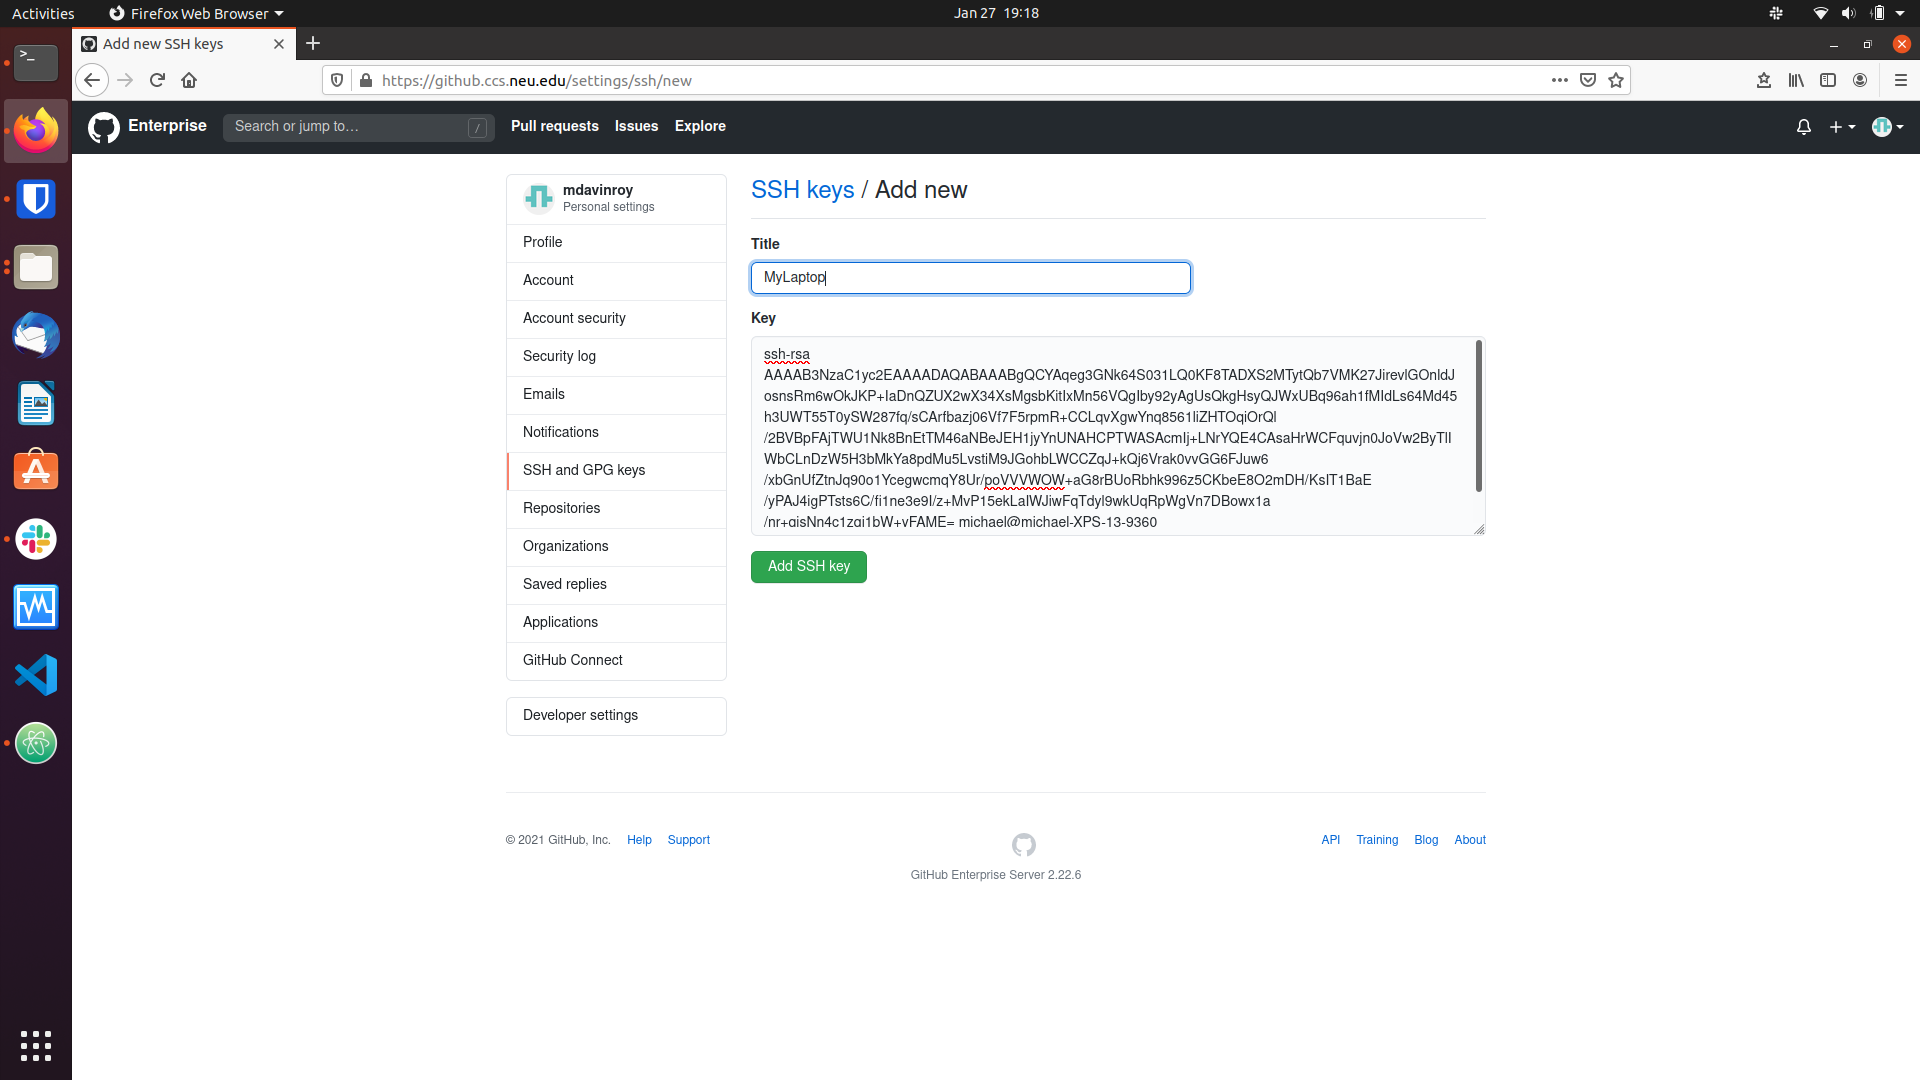 Activities
Firefox Web Browser
Jan 27 19:18
Add new SSH keys
https://github.ccs.neu.edu/settings/ssh/new
Enterprise
Search or jump to…
/
Pull requests
Issues
Explore
mdavinroy
Personal settings
Profile
Account
Account security
Security log
Emails
Notifications
SSH and GPG keys
Repositories
Organizations
Saved replies
Applications
GitHub Connect
Developer settings
SSH keys / Add new
Title
MyLaptop
Key
ssh-rsa
AAAAB3NzaC1yc2EAAAADAQABAAABgQCYAqeg3GNk64S031LQ0KF8TADXS2MTytQb7VMK27JirevlGOnldJ
osnsRm6wOkJKP+IaDnQZUX2wX34XsMgsbKitIxMn56VQgIby92yAgUsQkgHsyQJWxUBq96ah1fMIdLs64Md45
h3UWT55T0ySW287fq/sCArfbazj06Vf7F5rpmR+CCLqvXgwYnq8561liZHTOqiOrQl
/2BVBpFAjTWU1Nk8BnEtTM46aNBeJEH1jyYnUNAHCPTWASAcmIj+LNrYQE4CAsaHrWCFquvjn0JoVw2ByTlI
WbCLnDzW5H3bMkYa8pdMu5LvstiM9JGohbLWCCZqJ+kQj6Vrak0vvGG6FJuw6
/xbGnUfZtnJq90o1YcegwcmqY8Ur/poVVVWOW+aG8rBUoRbhk996z5CKbeE8O2mDH/KsIT1BaE
/yPAJ4igPTsts6C/fi1ne3e9I/z+MvP15ekLaIWJiwFqTdyl9wkUqRpWgVn7DBowx1a
/nr+gisNn4c1zqi1bW+vFAME= michael@michael-XPS-13-9360
Add SSH key
© 2021 GitHub, Inc.
Help
Support
GitHub Enterprise Server 2.22.6
API
Training
Blog
About